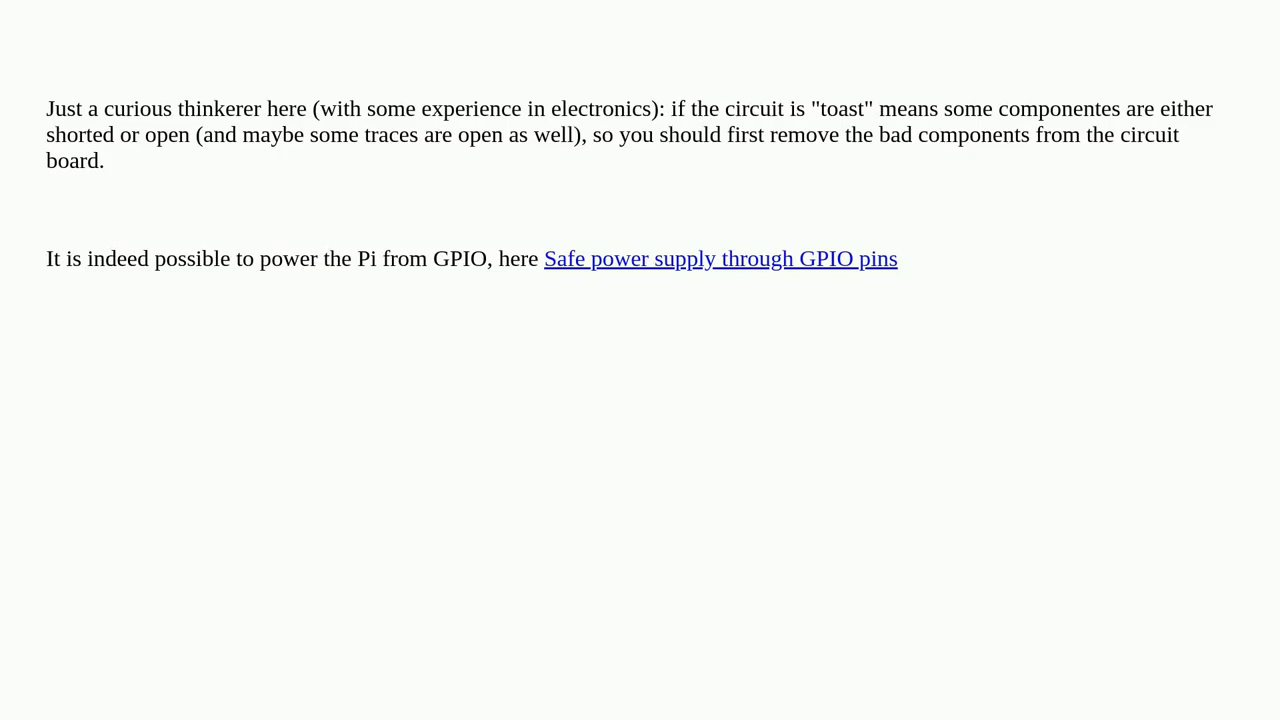 Just a curious thinkerer here (with some experience in electronics): if the circuit is "toast" means some componentes are either
shorted or open (and maybe some traces are open as well), so you should first remove the bad components from the circuit
board.
It is indeed possible to power the Pi from GPIO, here Safe power supply through GPIO pins